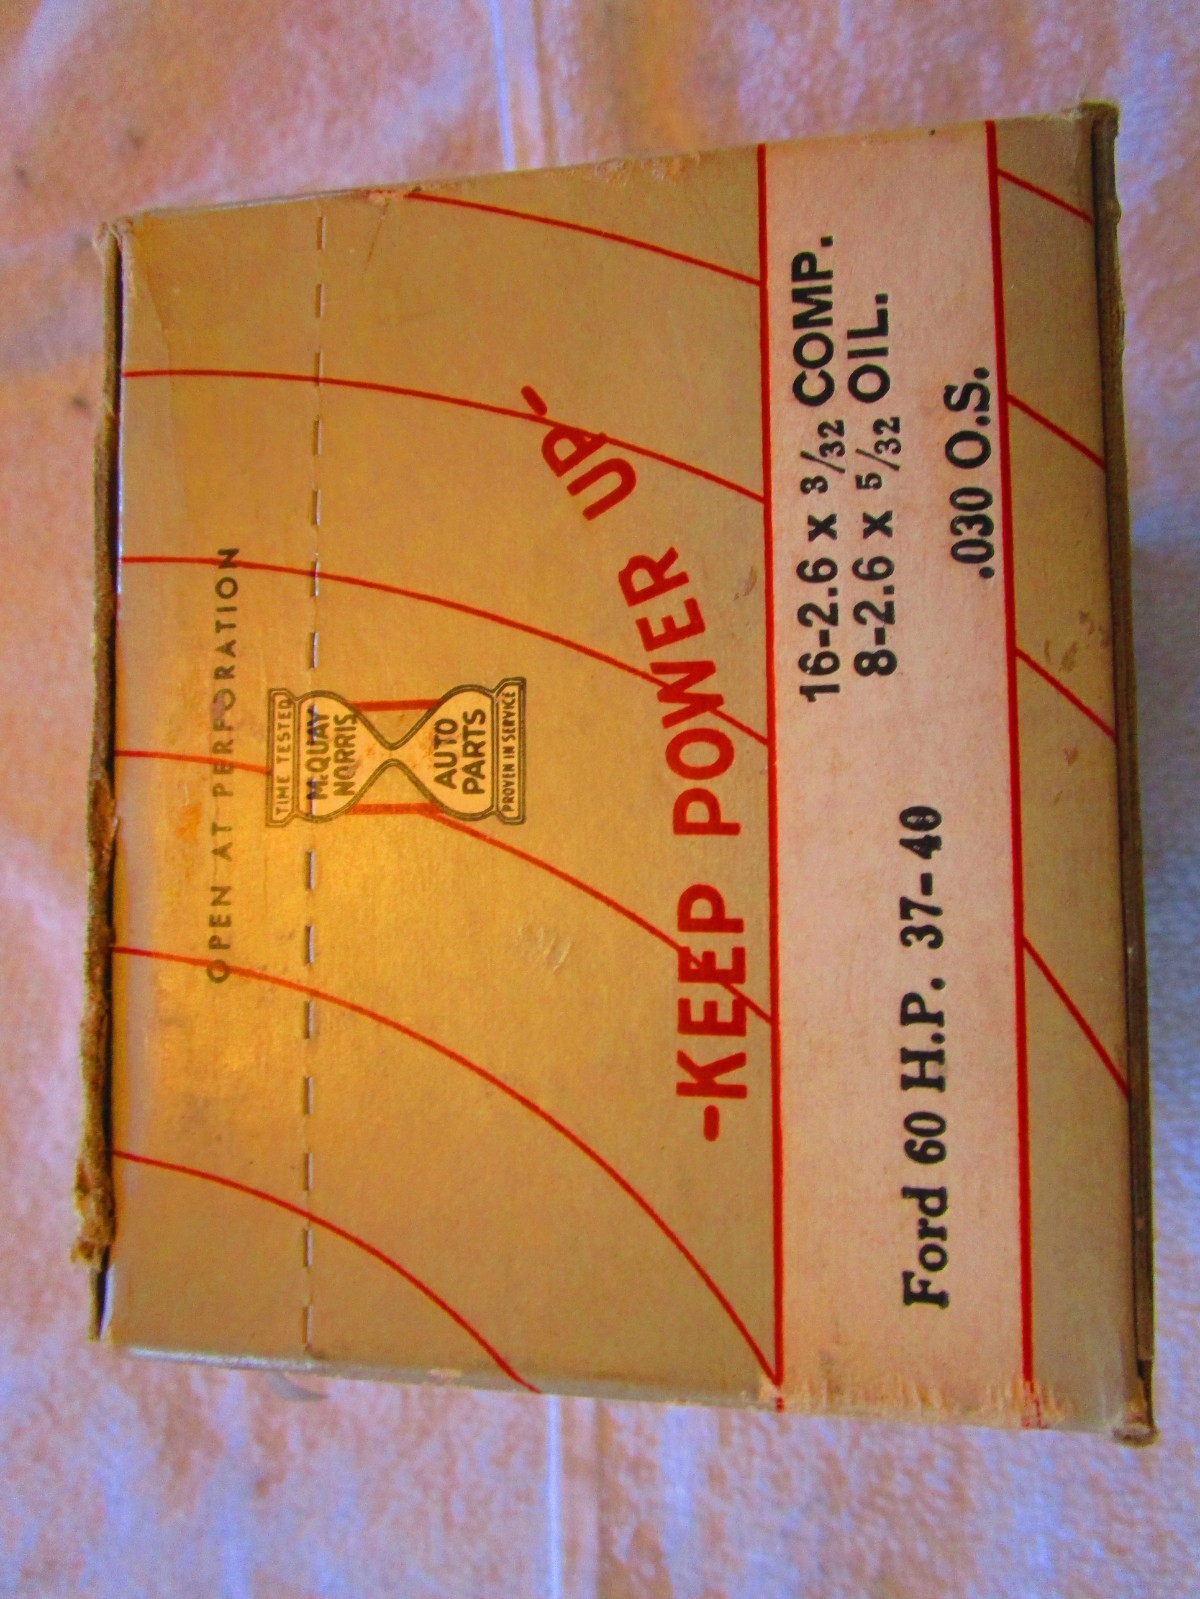 OPEN AT PERFORATION
TIME TESTED
McQUAY
NORRIS
AUTO
PARTS
PROVEN IN SERVICE
-KEEP POWER UP-
16-2.6 x 3/32 COMP.
8-2.6 x 5/32 OIL.
Ford 60 H.P. 37-40
.030 O.S.